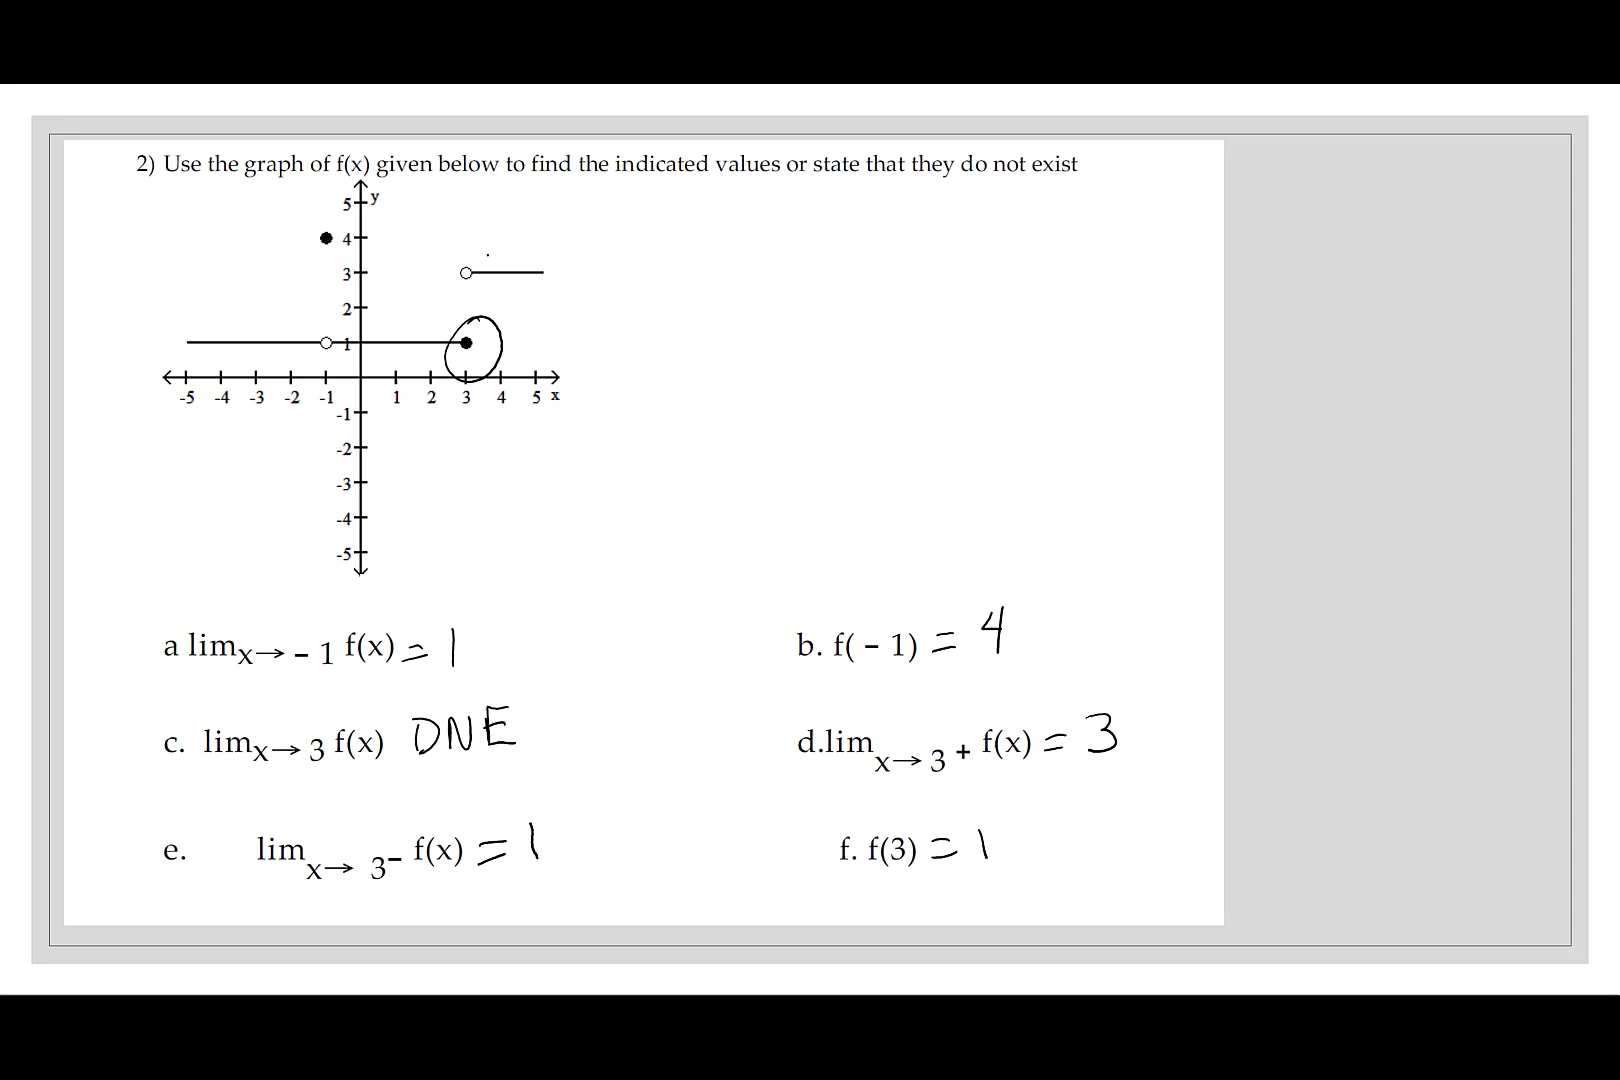 2) Use the graph of f(x) given below to find the indicated values or state that they do not exist
y
5
4
3
2
1
-5 -4 -3 -2 -1 1 2 3 4 5 x
-1
-2
-3
-4
-5
a lim x→ - 1 f(x) = 1
b. f( - 1) = 4
c. lim x→ 3 f(x) DNE
d.lim x→ 3 + f(x) = 3
e. lim x→ 3- f(x) = 1
f. f(3) = 1